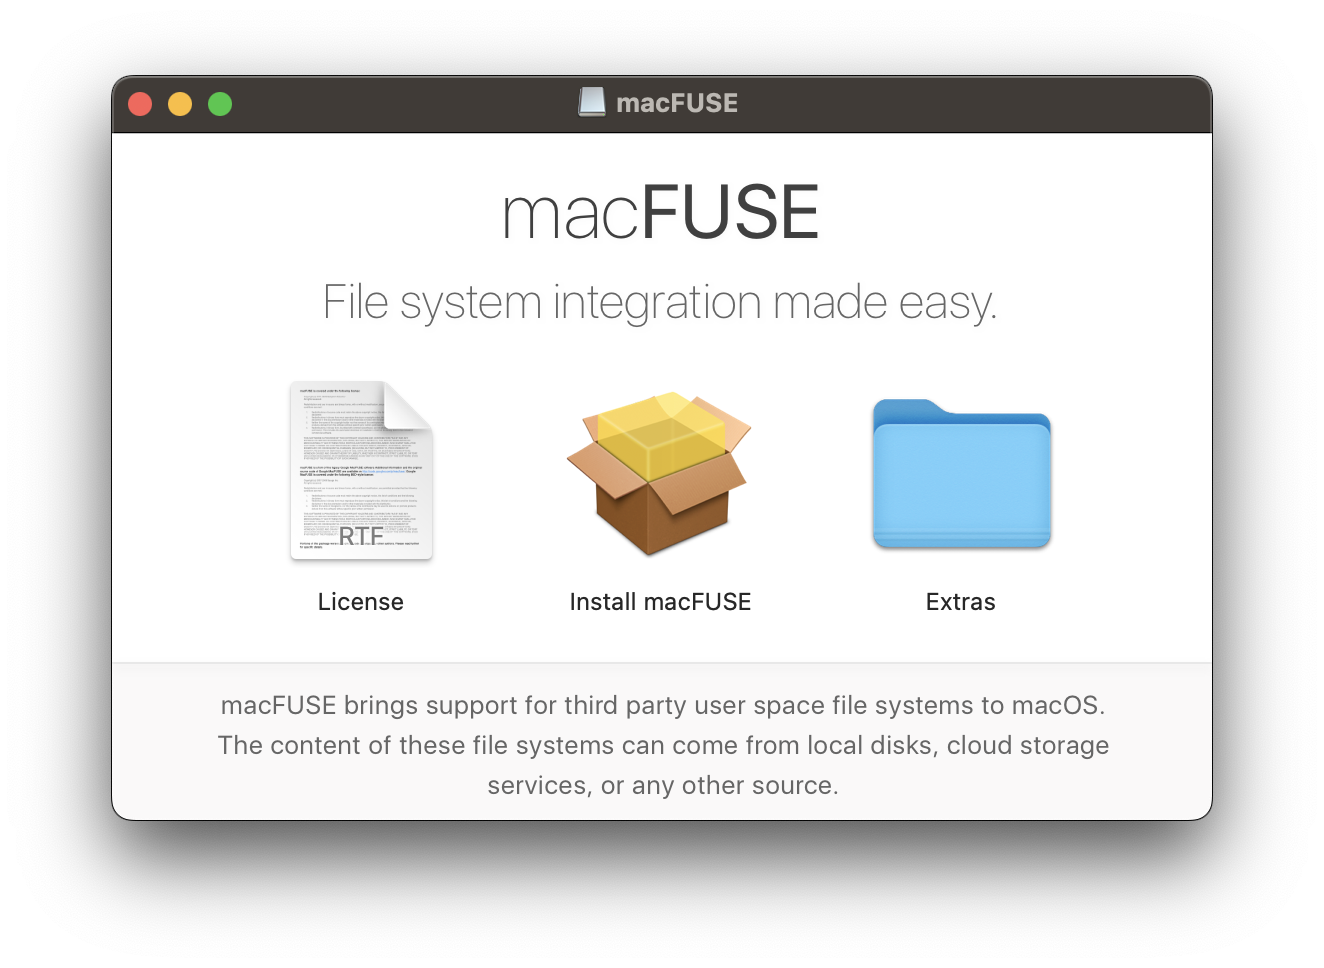 macFUSE
macFUSE
File system integration made easy.
RTF
License
Install macFUSE
Extras
macFUSE brings support for third party user space file systems to macOS.
The content of these file systems can come from local disks, cloud storage
services, or any other source.